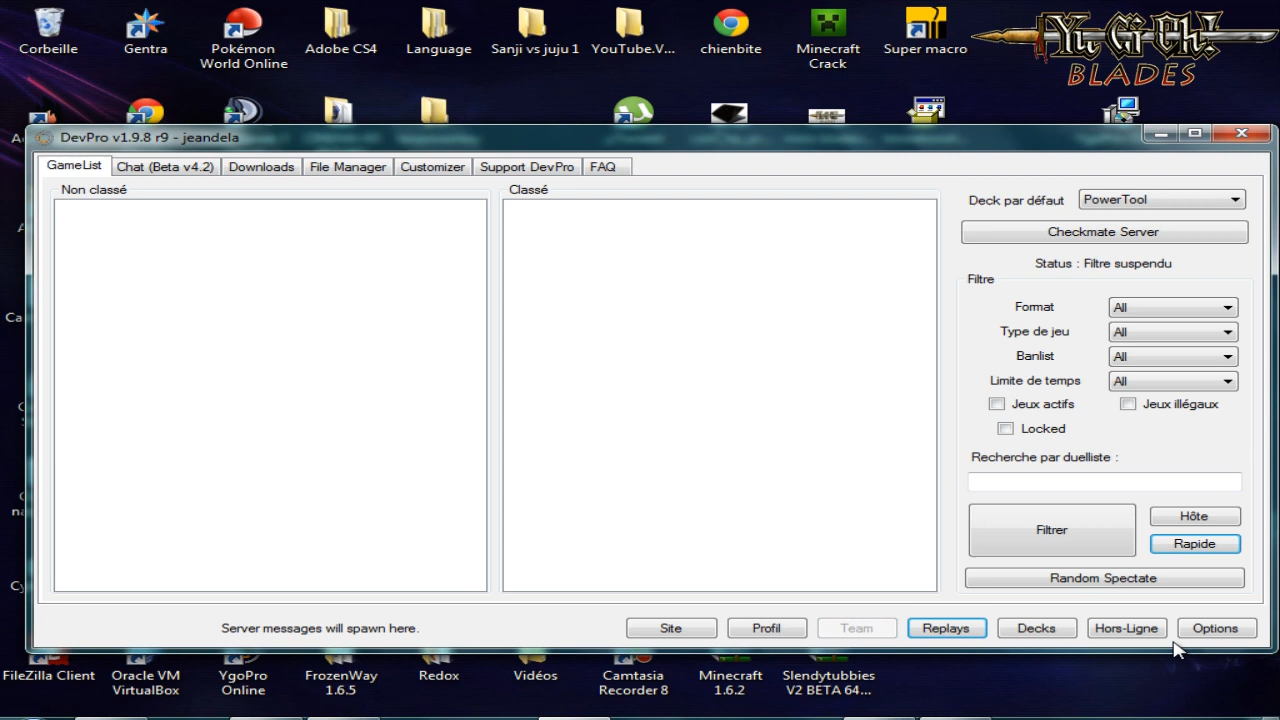 Corbeille
Gentra
Pokémon
World Online
Adobe CS4
Language
Sanji vs juju 1
YouTube.V...
chienbite
Minecraft
Crack
Super macro
Yu-Gi-Oh!
BLADES
DevPro v1.9.8 r9 - jeandela
GameList
Chat (Beta v4.2)
Downloads
File Manager
Customizer
Support DevPro
FAQ
Non classé
Classé
Deck par défaut
PowerTool
Checkmate Server
Status : Filtre suspendu
Filtre
Format
All
Type de jeu
All
Banlist
All
Limite de temps
All
Jeux actifs
Jeux illégaux
Locked
Recherche par duelliste :
Filtrer
Hôte
Rapide
Random Spectate
Server messages will spawn here.
Site
Profil
Team
Replays
Decks
Hors-Ligne
Options
FileZilla Client
Oracle VM
VirtualBox
YgoPro
Online
FrozenWay
1.6.5
Redox
Vidéos
Camtasia
Recorder 8
Minecraft
1.6.2
Slendytubbies
V2 BETA 64...